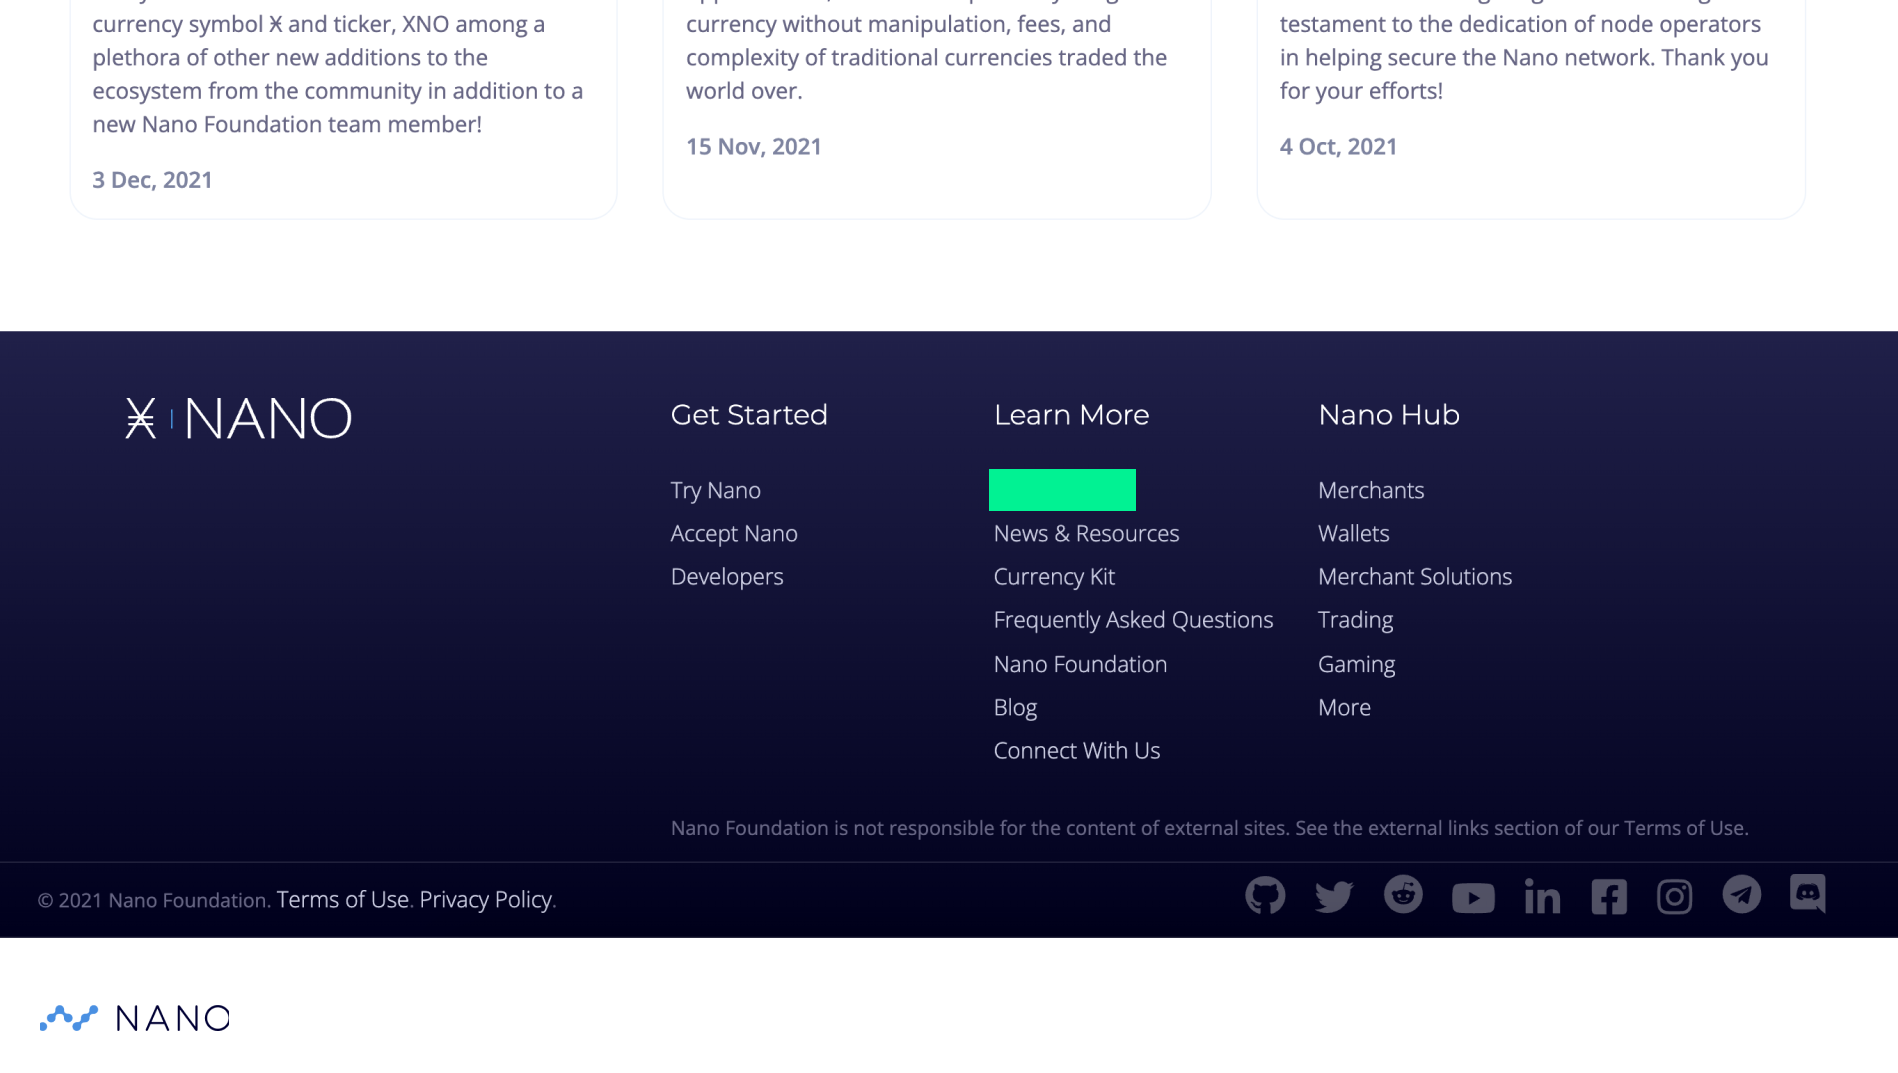 currency symbol Ӿ and ticker, XNO among a
plethora of other new additions to the
ecosystem from the community in addition to a
new Nano Foundation team member!
3 Dec, 2021
currency without manipulation, fees, and
complexity of traditional currencies traded the
world over.
15 Nov, 2021
testament to the dedication of node operators
in helping secure the Nano network. Thank you
for your efforts!
4 Oct, 2021
Ӿ | NANO
Get Started
Try Nano
Accept Nano
Developers
Learn More
News & Resources
Currency Kit
Frequently Asked Questions
Nano Foundation
Blog
Connect With Us
Nano Hub
Merchants
Wallets
Merchant Solutions
Trading
Gaming
More
Nano Foundation is not responsible for the content of external sites. See the external links section of our Terms of Use.
© 2021 Nano Foundation. Terms of Use. Privacy Policy.
in
NANO